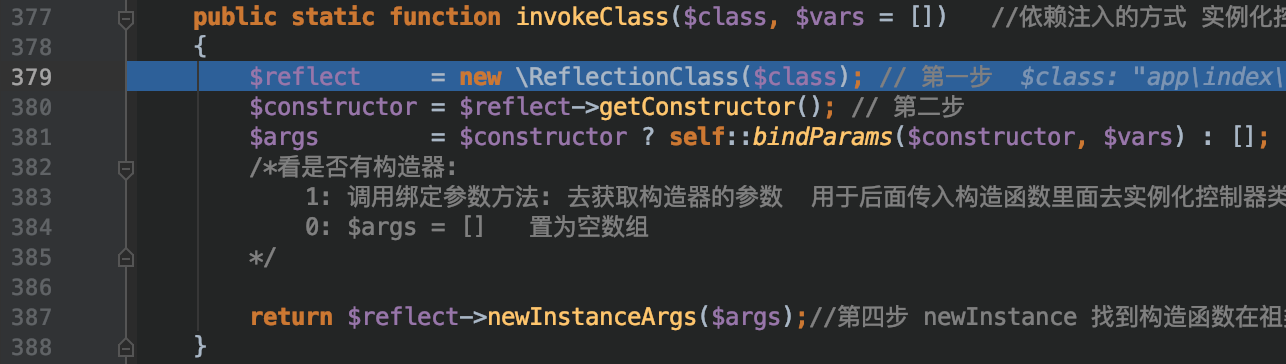 377 public static function invokeClass($class, $vars = []) //依赖注入的方式 实例化控
378 {
379 $reflect = new \ReflectionClass($class); // 第一步 $class: "app\index\
380 $constructor = $reflect->getConstructor(); // 第二步
381 $args = $constructor ? self::bindParams($constructor, $vars) : [];
382 /*看是否有构造器:
383 1: 调用绑定参数方法: 去获取构造器的参数 用于后面传入构造函数里面去实例化控制器类
384 0: $args = [] 置为空数组
385 */
386
387 return $reflect->newInstanceArgs($args);//第四步 newInstance 找到构造函数在祖
388 }